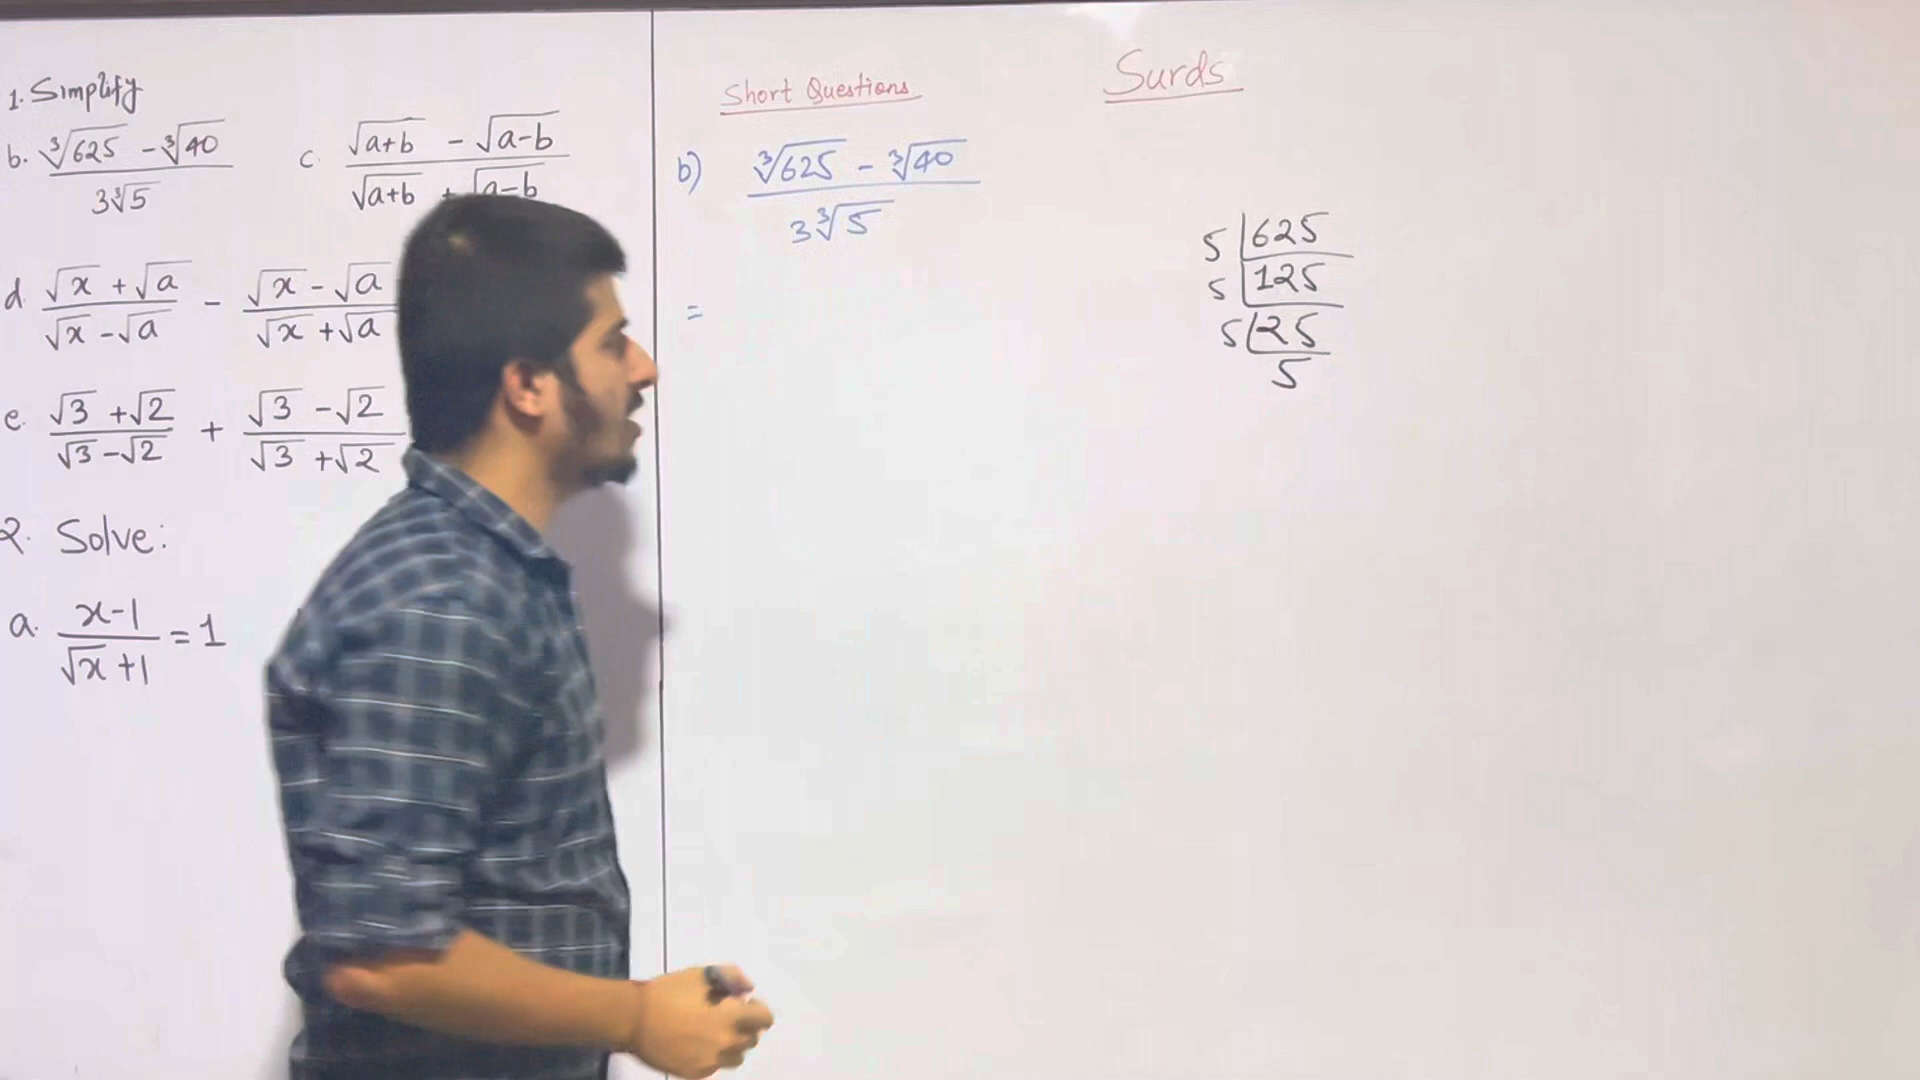 1. Simplify
b. (∛625 - ∛40) / (3∛5)
c. (√(a+b) - √(a-b)) / (√(a+b) + √(a-b))
d. (√x + √a) / (√x - √a) - (√x - √a) / (√x + √a)
e. (√3 + √2) / (√3 - √2) + (√3 - √2) / (√3 + √2)
2. Solve:
a. (x-1) / (√x + 1) = 1
Short Questions
b) (∛625 - ∛40) / (3∛5)
=
Surds
5 | 625
5 | 125
5 | 25
5